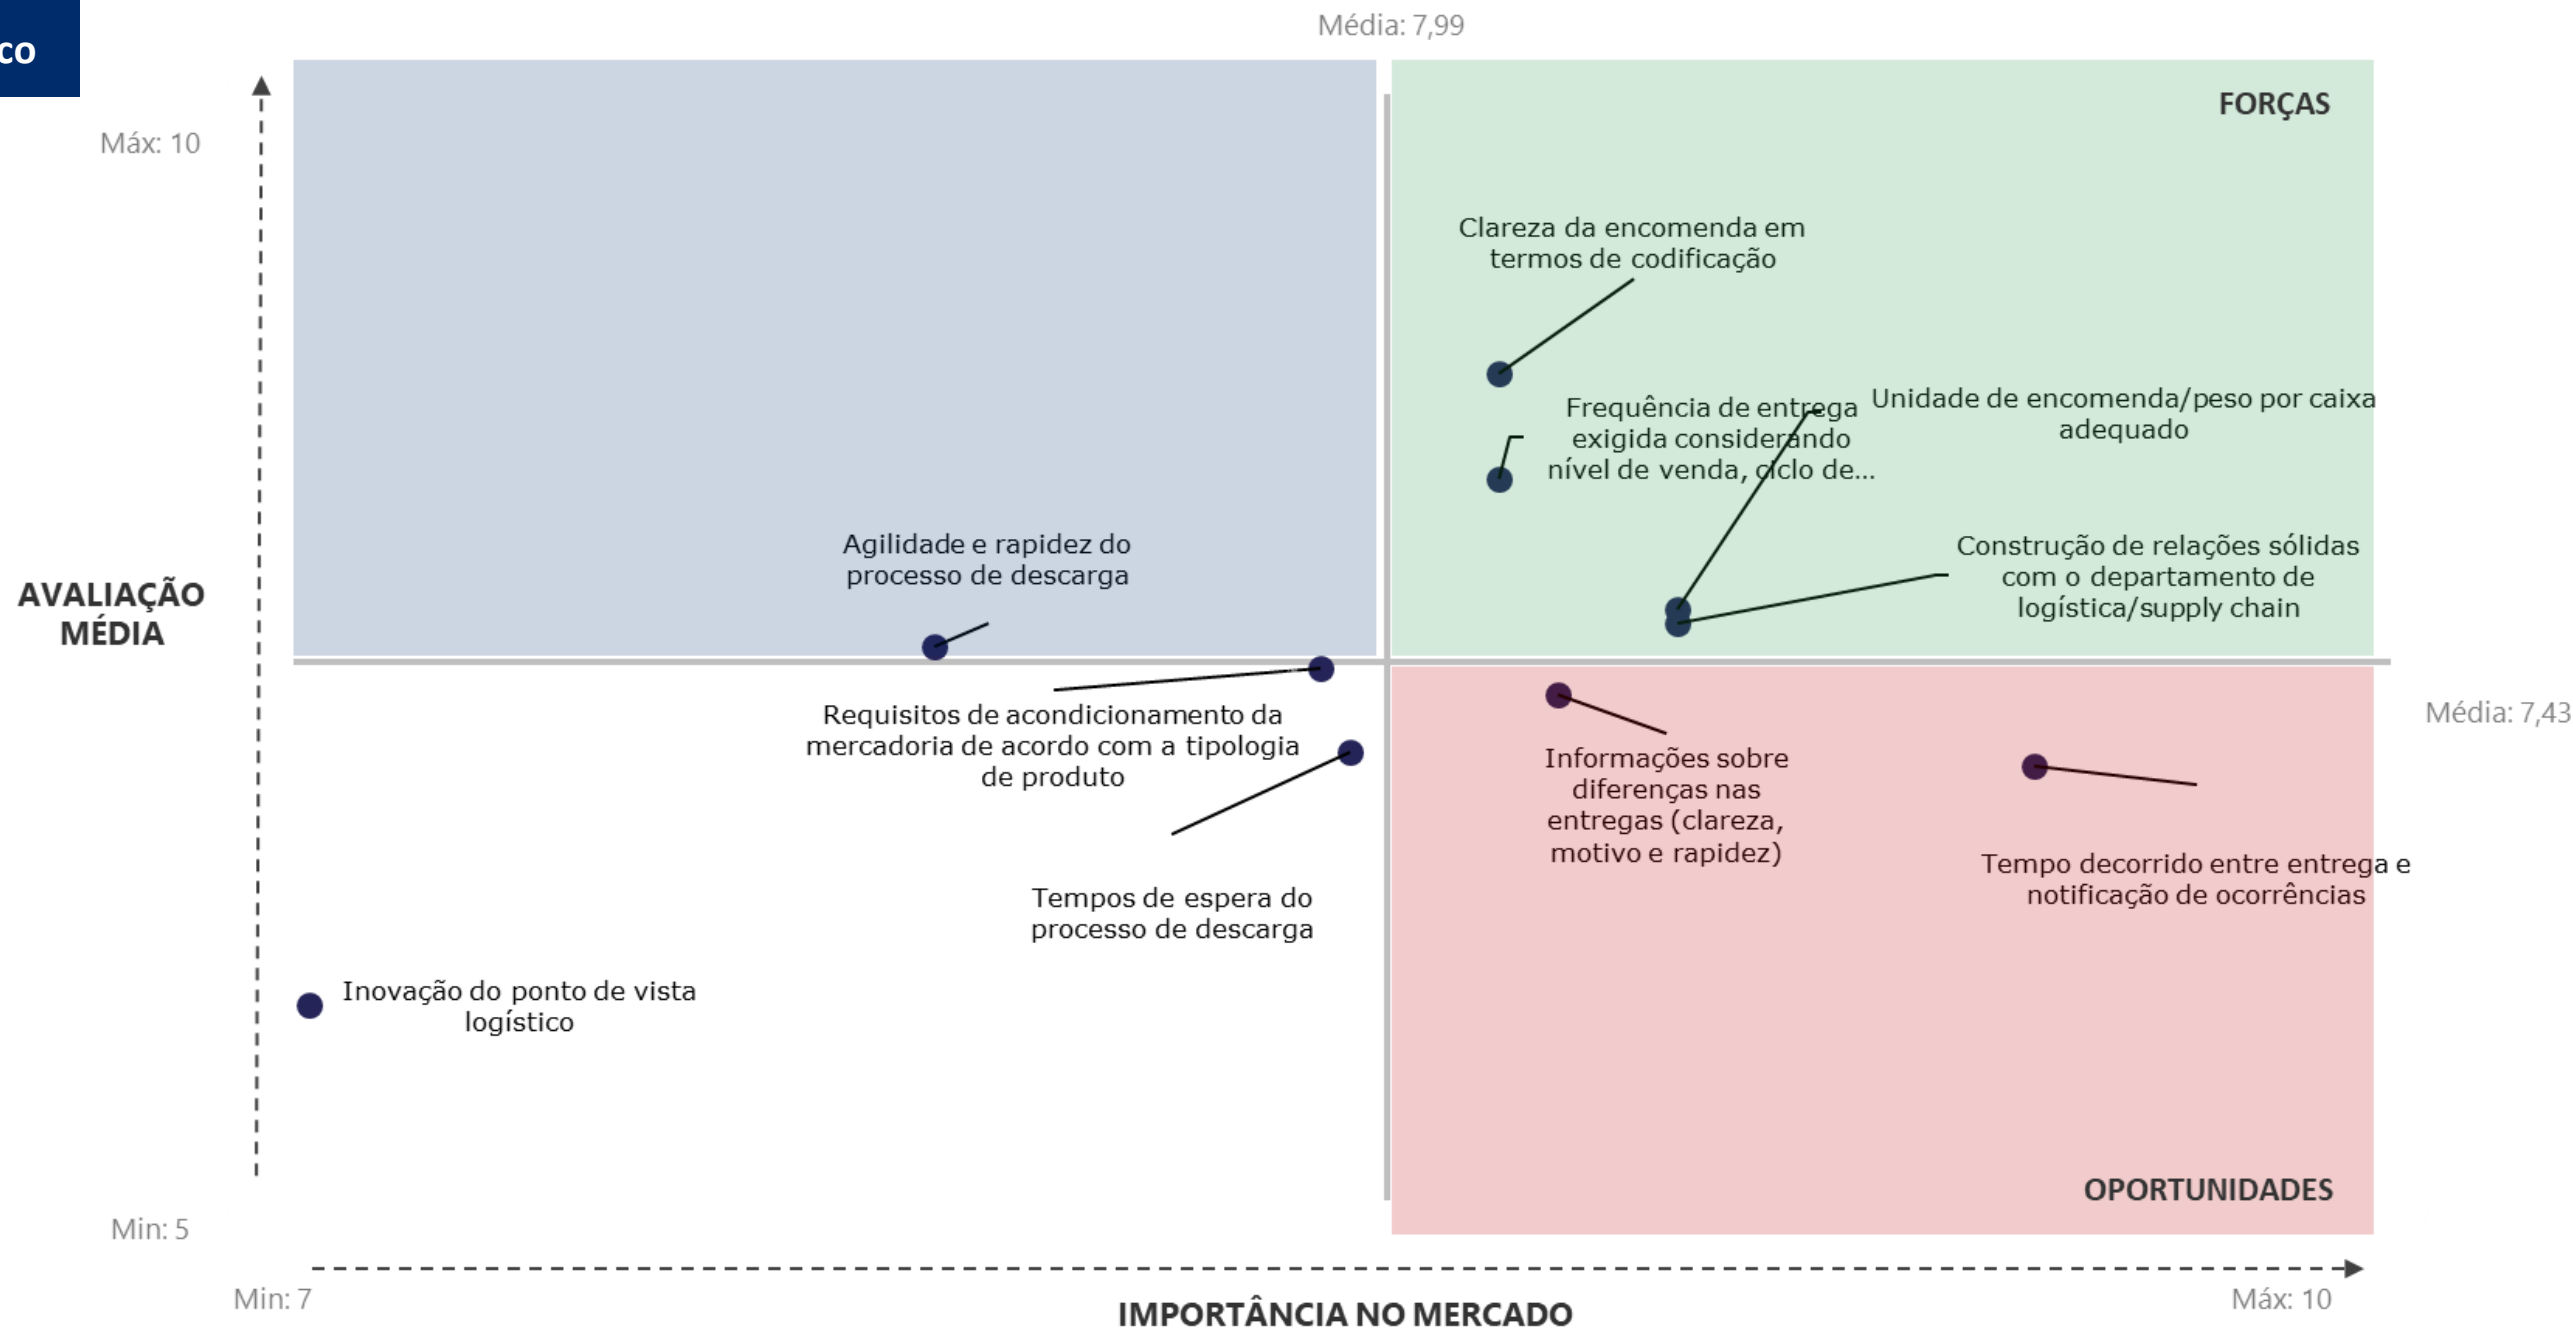 co
Média: 7,99
FORÇAS
Máx: 10
Clareza da encomenda em
termos de codificação
Frequência de entrega
exigida considerando
nível de venda, ciclo de...
Unidade de encomenda/peso por caixa
adequado
Agilidade e rapidez do
processo de descarga
Construção de relações sólidas
com o departamento de
logística/supply chain
AVALIAÇÃO
MÉDIA
Requisitos de acondicionamento da
mercadoria de acordo com a tipologia
de produto
Média: 7,43
Informações sobre
diferenças nas
entregas (clareza,
motivo e rapidez)
Tempo decorrido entre entrega e
notificação de ocorrências
Tempos de espera do
processo de descarga
Inovação do ponto de vista
logístico
OPORTUNIDADES
Min: 5
Min: 7
IMPORTÂNCIA NO MERCADO
Máx: 10